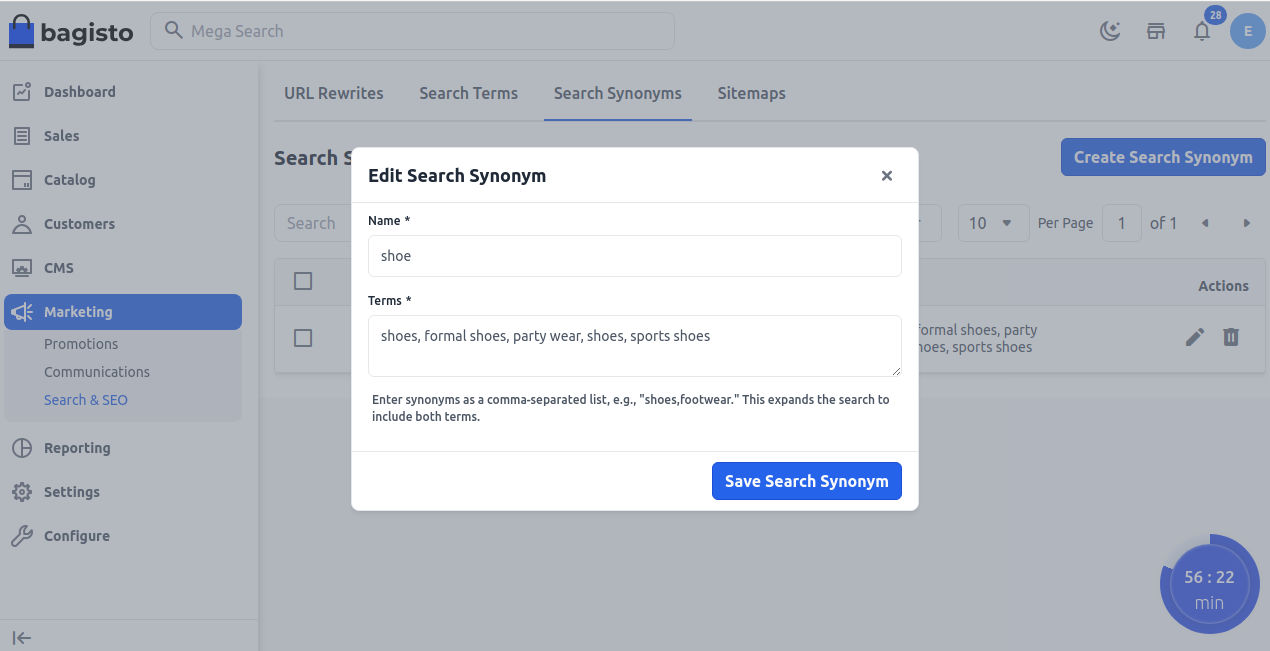 bagisto
Mega Search
28
E
Dashboard
Sales
Catalog
Customers
CMS
Marketing
Promotions
Communications
Search & SEO
Reporting
Settings
Configure
URL Rewrites
Search Terms
Search Synonyms
Sitemaps
Search S
Create Search Synonym
Search
10
Per Page
1
of 1
Actions
formal shoes, party
hoes, sports shoes
Edit Search Synonym
Name *
shoe
Terms *
shoes, formal shoes, party wear, shoes, sports shoes
Enter synonyms as a comma-separated list, e.g., "shoes,footwear." This expands the search to
include both terms.
Save Search Synonym
56 : 22
min